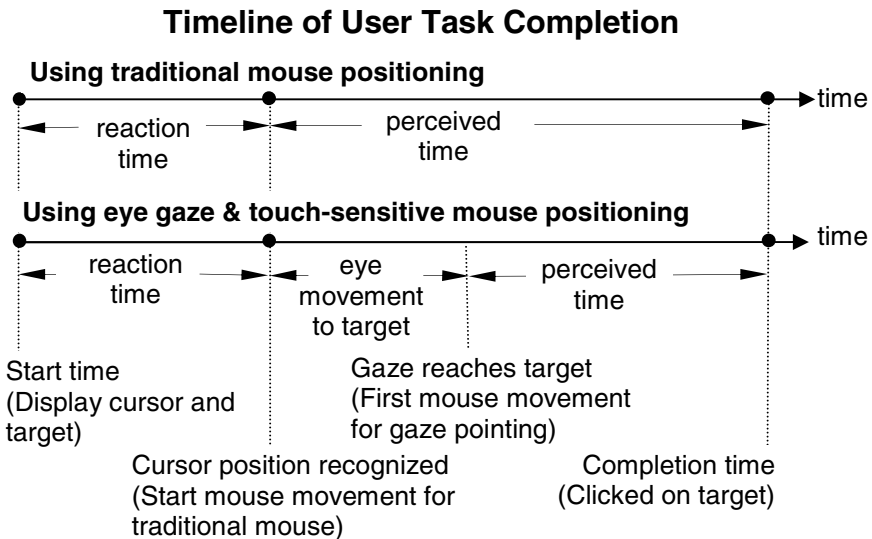 Timeline of User Task Completion
Using traditional mouse positioning
time
reaction
time
perceived
time
Using eye gaze & touch-sensitive mouse positioning
time
reaction
time
eye
movement
to target
perceived
time
Start time
(Display cursor and
target)
Gaze reaches target
(First mouse movement
for gaze pointing)
Cursor position recognized
(Start mouse movement for
traditional mouse)
Completion time
(Clicked on target)